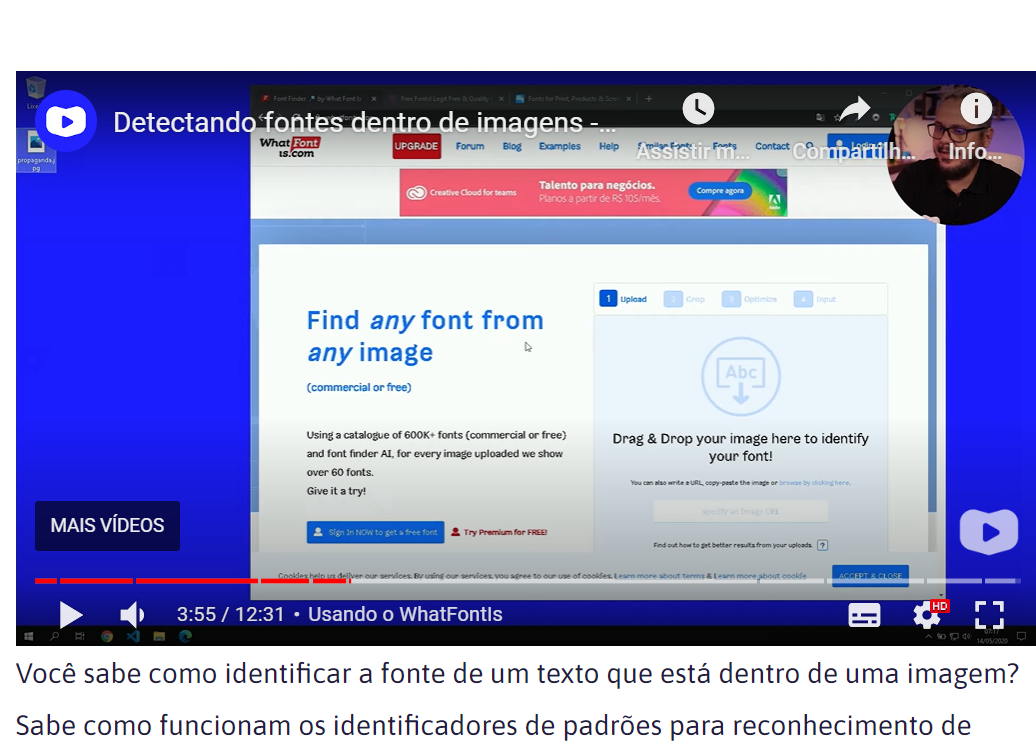 Font Finder 🔎 by What Font Is
Free Fonts! Legit Free & Quality
Fonts for Print, Products & Scree
Detectando fontes dentro de imagens -...
Assistir m...
Compartilh...
Info...
propaganda.j
pg
What Font
is.com
UPGRADE
Forum
Blog
Examples
Help
Similar Fonts
Fonts
Contact
Login
Creative Cloud for teams
Talento para negócios.
Planos a partir de R$ 105/mês.
Compre agora
1 Upload
2 Crop
3 Optimize
4 Input
Find any font from
any image
(commercial or free)
Using a catalogue of 600K+ fonts (commercial or free)
and font finder AI, for every image uploaded we show
over 60 fonts.
Give it a try!
Sign In NOW to get a free font
Try Premium for FREE!
Abc
Drag & Drop your image here to identify
your font!
You can also write a URL, copy-paste the image or browse by clicking here.
specify an Image URL
Find out how to get better results from your uploads. ?
MAIS VÍDEOS
Cookies help us deliver our services. By using our services, you agree to our use of cookies. Learn more about terms & Learn more about cookie
ACCEPT & CLOSE
3:55 / 12:31 • Usando o WhatFontIs
HD
14/05/2020
Você sabe como identificar a fonte de um texto que está dentro de uma imagem?
Sabe como funcionam os identificadores de padrões para reconhecimento de